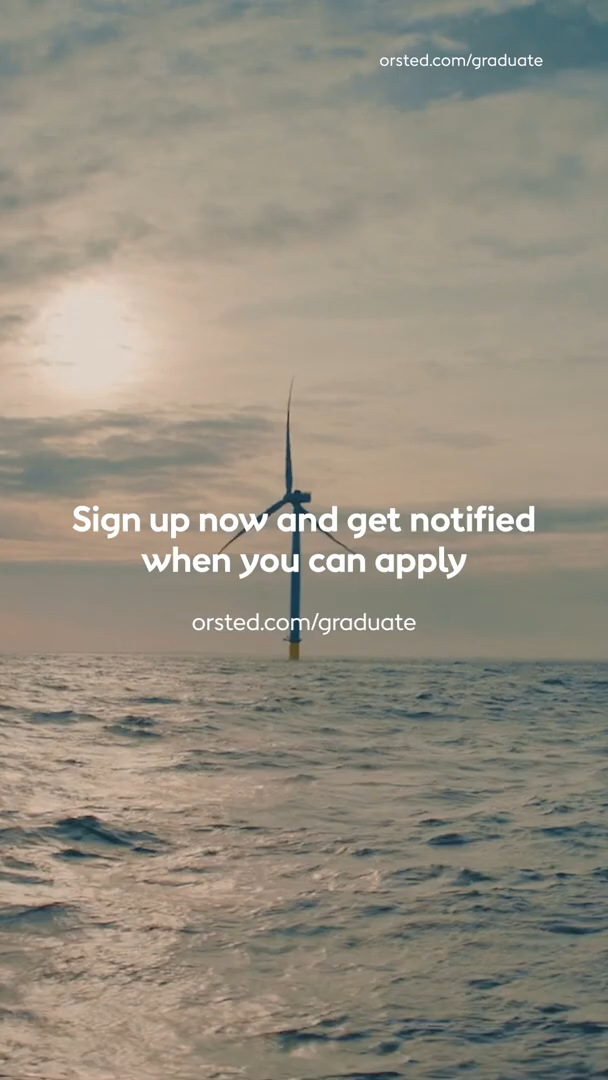 orsted.com/graduate
Sign up now and get notified
when you can apply
orsted.com/graduate